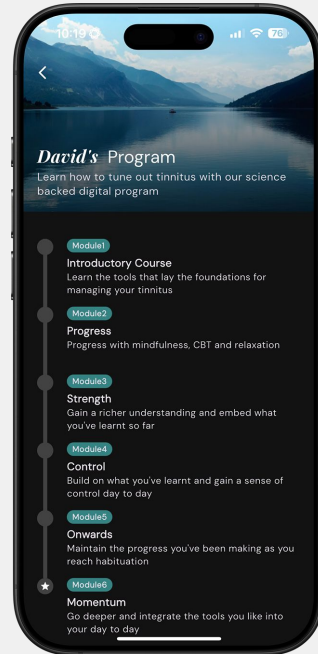 10:19
76
David's Program
Learn how to tune out tinnitus with our science
backed digital program
Module1
Introductory Course
Learn the tools that lay the foundations for
managing your tinnitus
Module2
Progress
Progress with mindfulness, CBT and relaxation
Module3
Strength
Gain a richer understanding and embed what
you've learnt so far
Module4
Control
Build on what you've learnt and gain a sense of
control day to day
Module5
Onwards
Maintain the progress you've been making as you
reach habituation
Module6
Momentum
Go deeper and integrate the tools you like into
your day to day